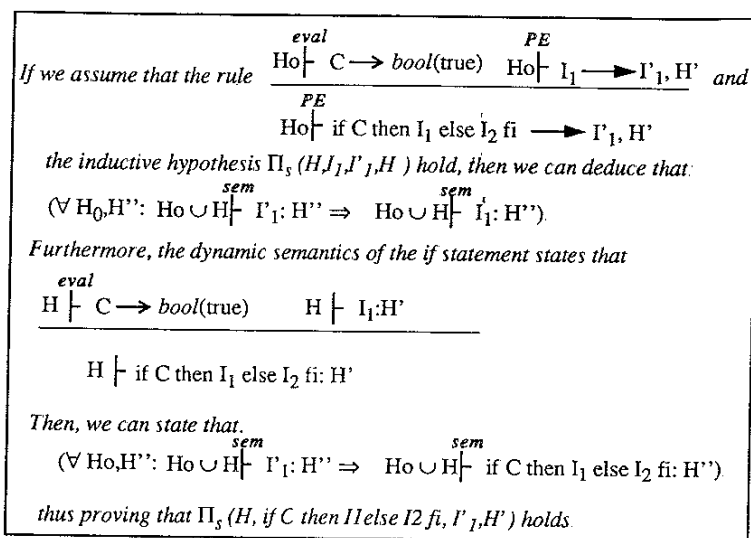 eval PE
If we assume that the rule Ho ⊢ C → bool(true) Ho ⊢ I₁ → I'₁, H' and
PE
Ho ⊢ if C then I₁ else I₂ fi → I'₁, H'
the inductive hypothesis Πₛ (H,I₁,I'₁,H ) hold, then we can deduce that:
sem sem
(∀ H₀,H'': Ho ∪ H ⊢ I'₁: H'' ⇒ Ho ∪ H ⊢ I₁: H'').
Furthermore, the dynamic semantics of the if statement states that
eval
H ⊢ C → bool(true) H ⊢ I₁:H'
H ⊢ if C then I₁ else I₂ fi: H'
Then, we can state that.
sem sem
(∀ Ho,H'': Ho ∪ H ⊢ I'₁: H'' ⇒ Ho ∪ H ⊢ if C then I₁ else I₂ fi: H'')
thus proving that Πₛ (H, if C then I1else I2 fi, I'₁,H' ) holds